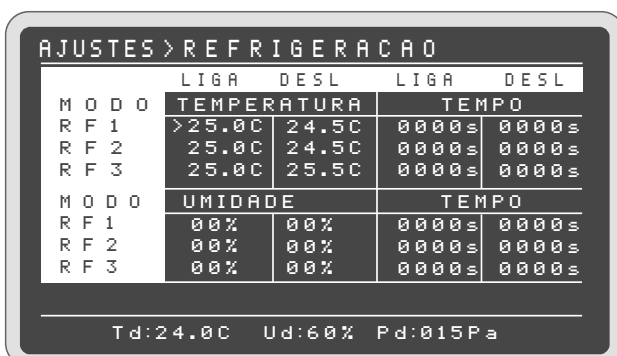 AJUSTES>REFRIGERACAO
LIGA DESL LIGA DESL
MODO TEMPERATURA TEMPO
RF1 >25.0C 24.5C 0000s 0000s
RF2 25.0C 24.5C 0000s 0000s
RF3 25.0C 25.5C 0000s 0000s
MODO UMIDADE TEMPO
RF1 00% 00% 0000s 0000s
RF2 00% 00% 0000s 0000s
RF3 00% 00% 0000s 0000s
Td:24.0C Ud:60% Pd:015Pa